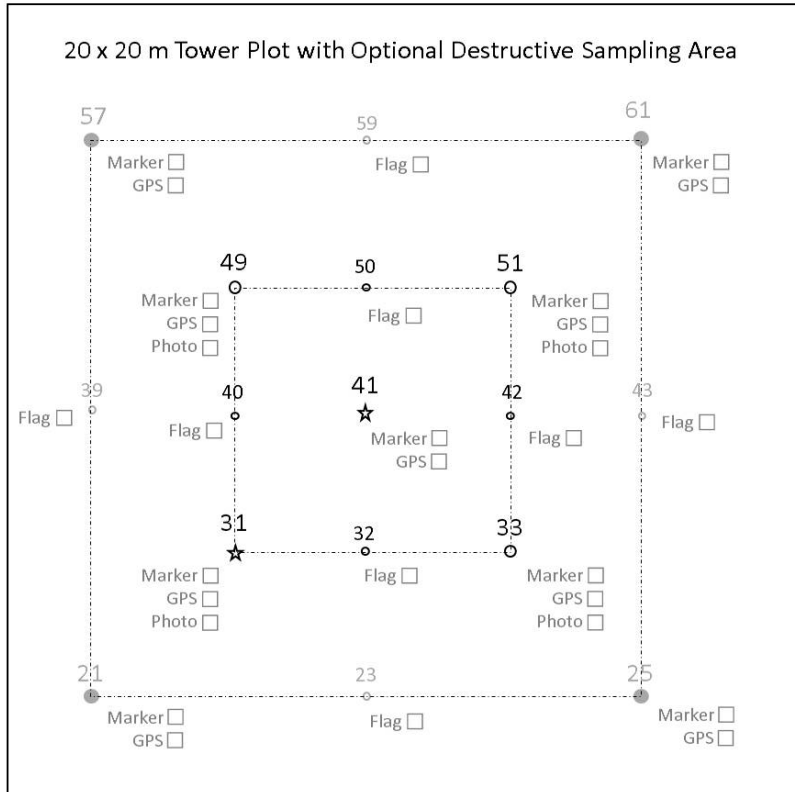 20 x 20 m Tower Plot with Optional Destructive Sampling Area
57
59
61
Marker
GPS
Flag
Marker
GPS
49
50
51
Marker
GPS
Photo
Flag
Marker
GPS
Photo
39
Flag
40
Flag
41
Marker
GPS
42
Flag
43
Flag
31
32
33
Marker
GPS
Photo
Flag
Marker
GPS
Photo
21
23
25
Marker
GPS
Flag
Marker
GPS